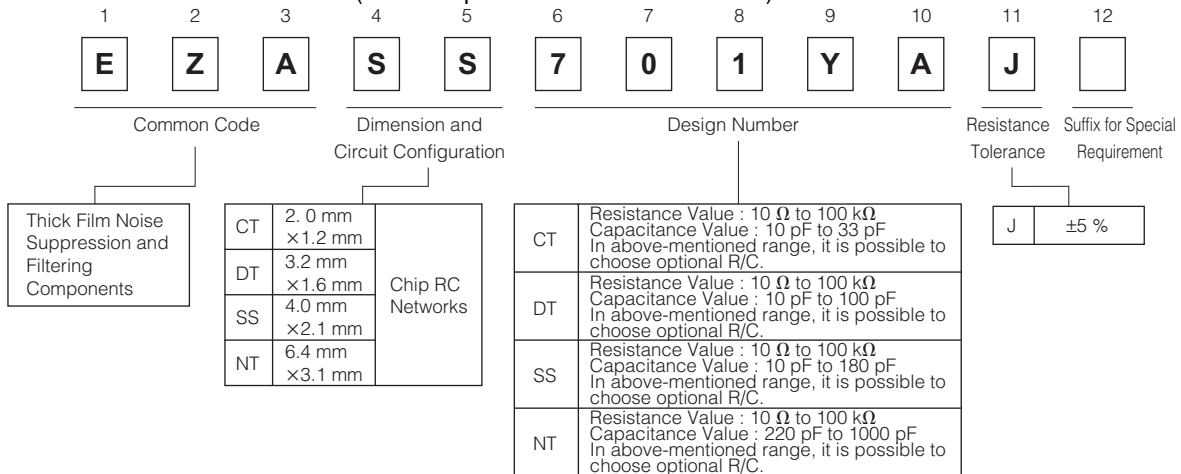 1 2 3 4 5 6 7 8 9 10 11 12
E Z A S S 7 0 1 Y A J
Common Code
Dimension and
Circuit Configuration
Design Number
Resistance
Tolerance
Suffix for Special
Requirement
Thick Film Noise
Suppression and
Filtering
Components
CT 2. 0 mm
×1.2 mm
DT 3.2 mm
×1.6 mm
SS 4.0 mm
×2.1 mm
NT 6.4 mm
×3.1 mm
Chip RC
Networks
CT
Resistance Value : 10 Ω to 100 kΩ
Capacitance Value : 10 pF to 33 pF
In above-mentioned range, it is possible to
choose optional R/C.
DT
Resistance Value : 10 Ω to 100 kΩ
Capacitance Value : 10 pF to 100 pF
In above-mentioned range, it is possible to
choose optional R/C.
SS
Resistance Value : 10 Ω to 100 kΩ
Capacitance Value : 10 pF to 180 pF
In above-mentioned range, it is possible to
choose optional R/C.
NT
Resistance Value : 10 Ω to 100 kΩ
Capacitance Value : 220 pF to 1000 pF
In above-mentioned range, it is possible to
choose optional R/C.
J ±5 %